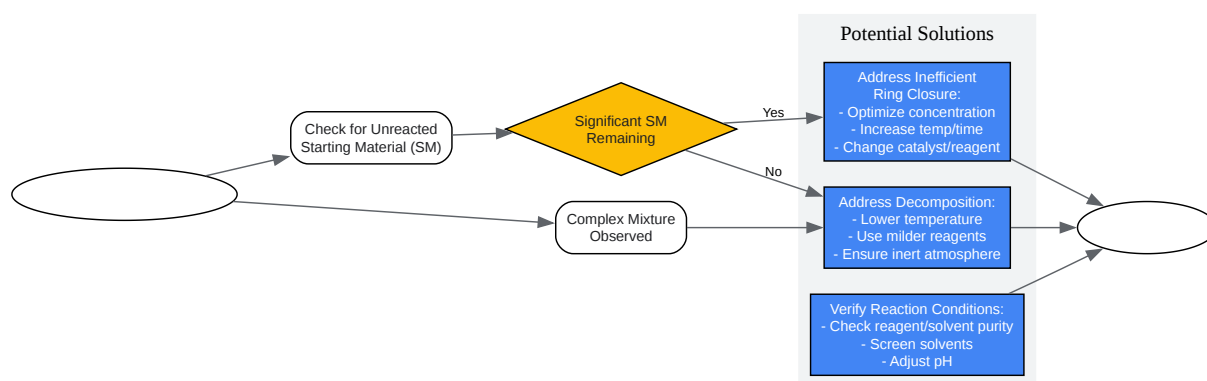 Potential Solutions
Address Inefficient
Ring Closure:
- Optimize concentration
- Increase temp/time
- Change catalyst/reagent
Check for Unreacted
Starting Material (SM)
Significant SM
Remaining
Yes
No
Complex Mixture
Observed
Address Decomposition:
- Lower temperature
- Use milder reagents
- Ensure inert atmosphere
Verify Reaction Conditions:
- Check reagent/solvent purity
- Screen solvents
- Adjust pH